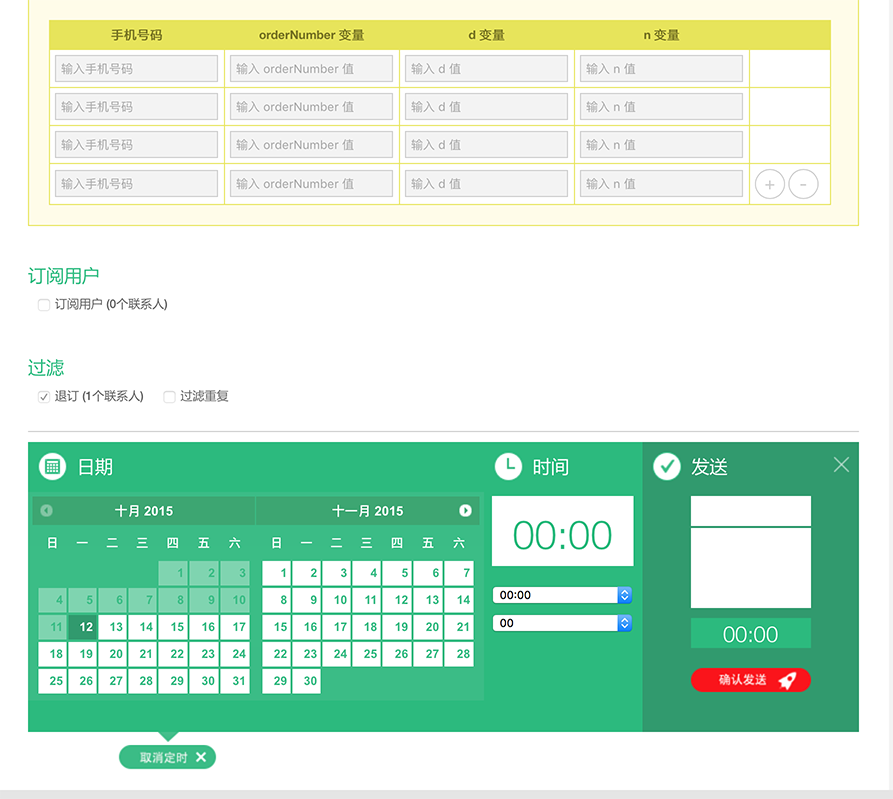 手机号码 orderNumber 变量 d 变量 n 变量
输入手机号码 输入 orderNumber 值 输入 d 值 输入 n 值
输入手机号码 输入 orderNumber 值 输入 d 值 输入 n 值
输入手机号码 输入 orderNumber 值 输入 d 值 输入 n 值
输入手机号码 输入 orderNumber 值 输入 d 值 输入 n 值 + -
订阅用户
订阅用户 (0个联系人)
过滤
退订 (1个联系人) 过滤重复
日期 时间 发送
十月 2015 十一月 2015
日 一 二 三 四 五 六 日 一 二 三 四 五 六
00:00
1 2 3 1 2 3 4 5 6 7
4 5 6 7 8 9 10 8 9 10 11 12 13 14
00:00
11 12 13 14 15 16 17 15 16 17 18 19 20 21
00
00:00
18 19 20 21 22 23 24 22 23 24 25 26 27 28
25 26 27 28 29 30 31 29 30
确认发送
取消定时